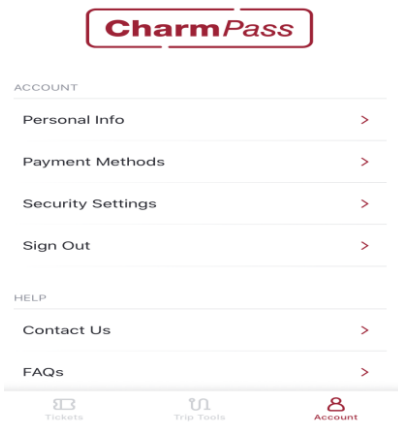 CharmPass
ACCOUNT
Personal Info
Payment Methods
Security Settings
Sign Out
HELP
Contact Us
FAQs
Tickets
Trip Tools
Account